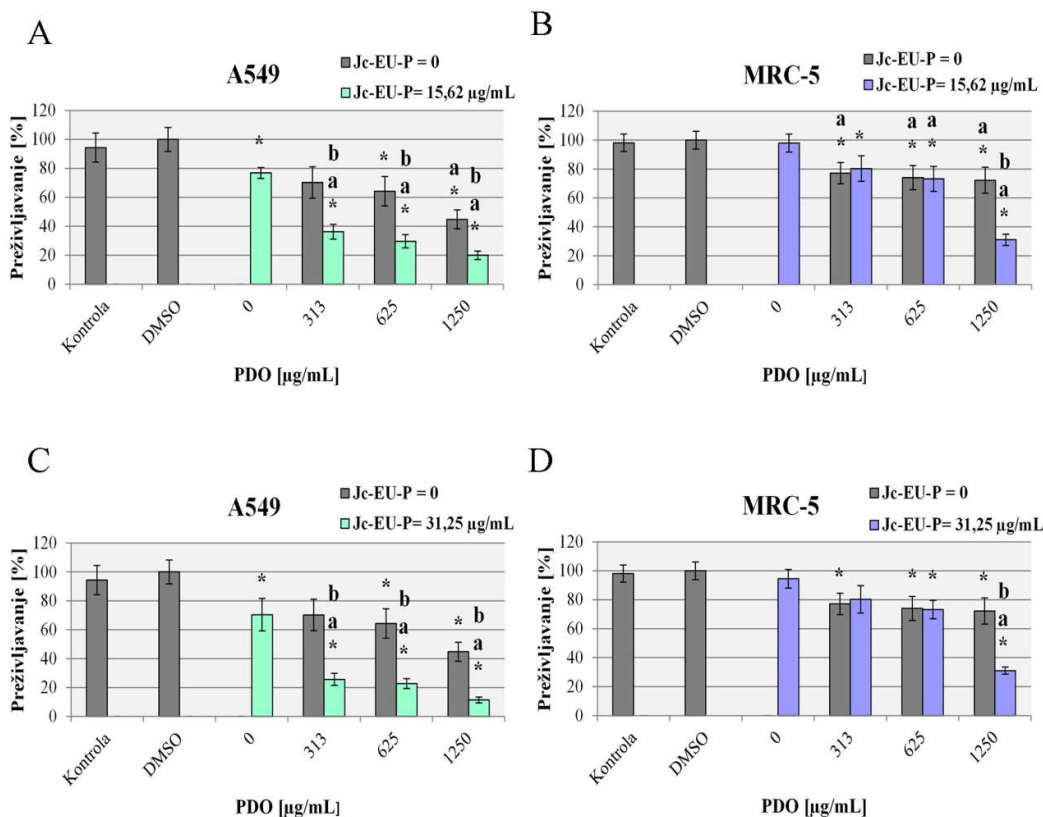 A
A549
Jc-EU-P = 0
Jc-EU-P= 15,62 µg/mL
Preživljavanje [%]
120
100
80
60
40
20
0
*
b
a
*
*
b
a
*
a
*
b
a
*
Kontrola
DMSO
0
313
625
1250
PDO [µg/mL]
B
MRC-5
Jc-EU-P = 0
Jc-EU-P= 15,62 µg/mL
Preživljavanje [%]
120
100
80
60
40
20
0
a
*
*
a
*
a
*
a
*
b
a
*
Kontrola
DMSO
0
313
625
1250
PDO [µg/mL]
C
A549
Jc-EU-P = 0
Jc-EU-P= 31,25 µg/mL
Preživljavanje [%]
120
100
80
60
40
20
0
*
b
a
*
*
b
a
*
*
b
a
*
Kontrola
DMSO
0
313
625
1250
PDO [µg/mL]
D
MRC-5
Jc-EU-P = 0
Jc-EU-P= 31,25 µg/mL
Preživljavanje [%]
120
100
80
60
40
20
0
*
*
*
*
b
a
*
Kontrola
DMSO
0
313
625
1250
PDO [µg/mL]